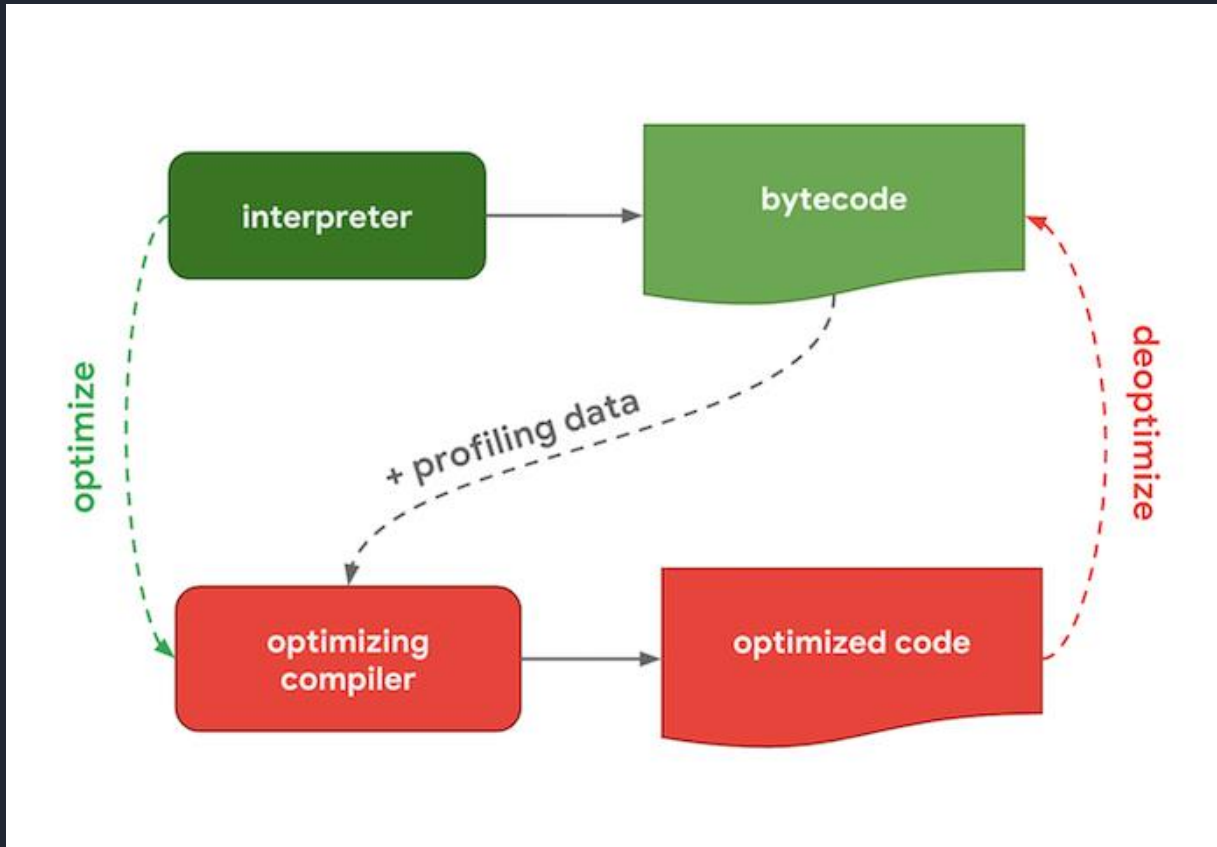 interpreter
bytecode
optimize
+ profiling data
deoptimize
optimizing
compiler
optimized code